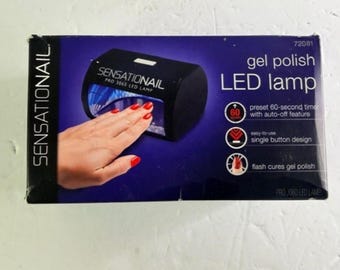 SENSATIONAIL
SENSATIONAIL
PRO 3060 LED LAMP
72081
gel polish
LED lamp
60
preset 60-second timer
with auto-off feature
easy-to-use
single button design
flash cures gel polish
PRO 3060 LED LAMP